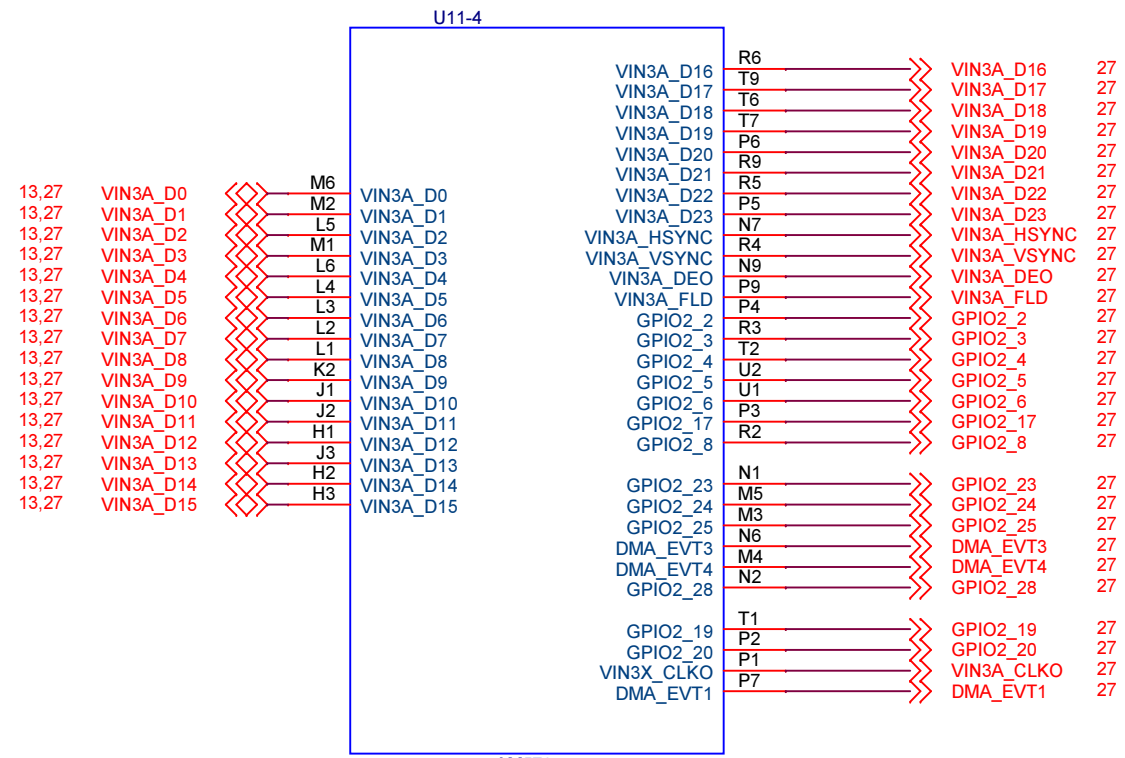 U11-4
R6 VIN3A_D16 VIN3A_D16 27
T9 VIN3A_D17 VIN3A_D17 27
T6 VIN3A_D18 VIN3A_D18 27
T7 VIN3A_D19 VIN3A_D19 27
P6 VIN3A_D20 VIN3A_D20 27
R9 VIN3A_D21 VIN3A_D21 27
13,27 VIN3A_D0 M6 VIN3A_D0 VIN3A_D22 R5 VIN3A_D22 27
13,27 VIN3A_D1 M2 VIN3A_D1 VIN3A_D23 P5 VIN3A_D23 27
13,27 VIN3A_D2 L5 VIN3A_D2 VIN3A_HSYNC N7 VIN3A_HSYNC 27
13,27 VIN3A_D3 M1 VIN3A_D3 VIN3A_VSYNC R4 VIN3A_VSYNC 27
13,27 VIN3A_D4 L6 VIN3A_D4 VIN3A_DEO N9 VIN3A_DEO 27
13,27 VIN3A_D5 L4 VIN3A_D5 VIN3A_FLD P9 VIN3A_FLD 27
13,27 VIN3A_D6 L3 VIN3A_D6 GPIO2_2 P4 GPIO2_2 27
13,27 VIN3A_D7 L2 VIN3A_D7 GPIO2_3 R3 GPIO2_3 27
13,27 VIN3A_D8 L1 VIN3A_D8 GPIO2_4 T2 GPIO2_4 27
13,27 VIN3A_D9 K2 VIN3A_D9 GPIO2_5 U2 GPIO2_5 27
13,27 VIN3A_D10 J1 VIN3A_D10 GPIO2_6 U1 GPIO2_6 27
13,27 VIN3A_D11 J2 VIN3A_D11 GPIO2_17 P3 GPIO2_17 27
13,27 VIN3A_D12 H1 VIN3A_D12 GPIO2_8 R2 GPIO2_8 27
13,27 VIN3A_D13 J3 VIN3A_D13
13,27 VIN3A_D14 H2 VIN3A_D14 GPIO2_23 N1 GPIO2_23 27
13,27 VIN3A_D15 H3 VIN3A_D15 GPIO2_24 M5 GPIO2_24 27
GPIO2_25 M3 GPIO2_25 27
DMA_EVT3 N6 DMA_EVT3 27
DMA_EVT4 M4 DMA_EVT4 27
GPIO2_28 N2 GPIO2_28 27
GPIO2_19 T1 GPIO2_19 27
GPIO2_20 P2 GPIO2_20 27
VIN3X_CLKO P1 VIN3A_CLKO 27
DMA_EVT1 P7 DMA_EVT1 27